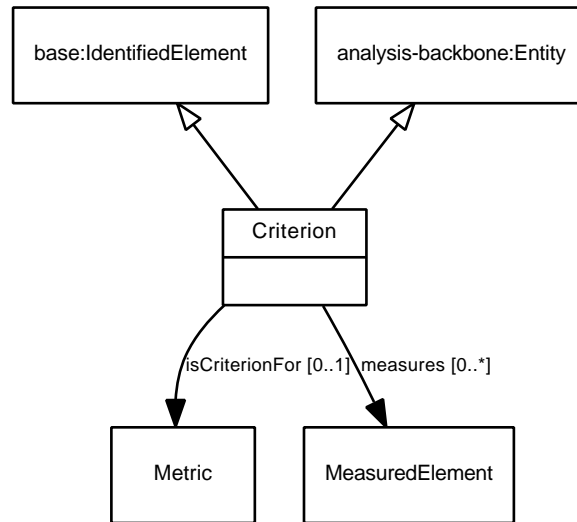 base:IdentifiedElement
analysis-backbone:Entity
Criterion
isCriterionFor [0..1]
measures [0..*]
Metric
MeasuredElement